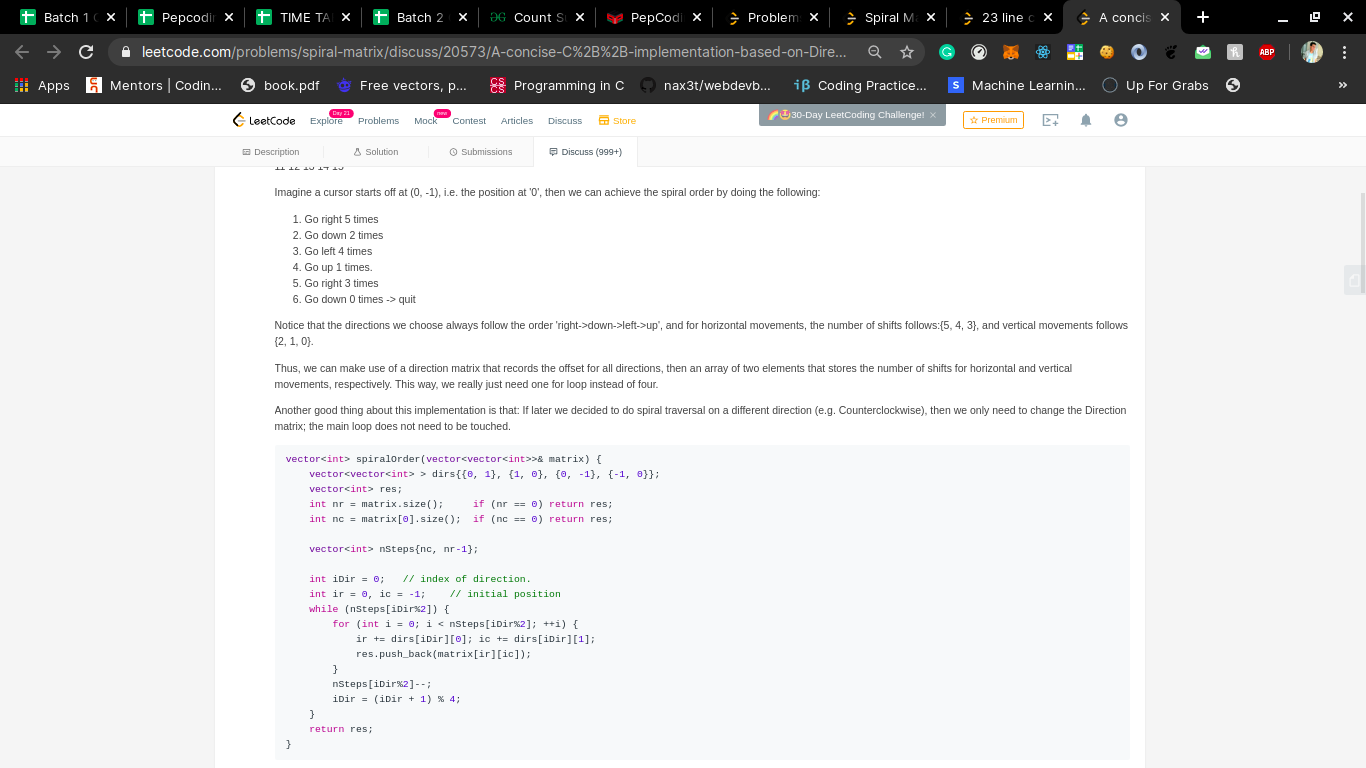 Batch 1
Pepcodi
TIME TA
Batch 2
Count S
PepCodi
Problem
Spiral M
23 line c
A concis
leetcode.com/problems/spiral-matrix/discuss/20573/A-concise-C%2B%2B-implementation-based-on-Dire...
Apps
Mentors | Codin...
book.pdf
Free vectors, p...
Programming in C
nax3t/webdevb...
Coding Practice...
Machine Learnin...
Up For Grabs
»
LeetCode
Explore
Day 21
Problems
Mock
new
Contest
Articles
Discuss
Store
🌈🤩30-Day LeetCoding Challenge! ×
☆ Premium
Description
Solution
Submissions
Discuss (999+)
11 12 13 14 15
Imagine a cursor starts off at (0, -1), i.e. the position at '0', then we can achieve the spiral order by doing the following:
1. Go right 5 times
2. Go down 2 times
3. Go left 4 times
4. Go up 1 times.
5. Go right 3 times
6. Go down 0 times -> quit
Notice that the directions we choose always follow the order 'right->down->left->up', and for horizontal movements, the number of shifts follows:{5, 4, 3}, and vertical movements follows
{2, 1, 0}.
Thus, we can make use of a direction matrix that records the offset for all directions, then an array of two elements that stores the number of shifts for horizontal and vertical
movements, respectively. This way, we really just need one for loop instead of four.
Another good thing about this implementation is that: If later we decided to do spiral traversal on a different direction (e.g. Counterclockwise), then we only need to change the Direction
matrix; the main loop does not need to be touched.
vector<int> spiralOrder(vector<vector<int>>& matrix) {
    vector<vector<int> > dirs{{0, 1}, {1, 0}, {0, -1}, {-1, 0}};
    vector<int> res;
    int nr = matrix.size();     if (nr == 0) return res;
    int nc = matrix[0].size();  if (nc == 0) return res;
    vector<int> nSteps{nc, nr-1};
    int iDir = 0;   // index of direction.
    int ir = 0, ic = -1;    // initial position
    while (nSteps[iDir%2]) {
        for (int i = 0; i < nSteps[iDir%2]; ++i) {
            ir += dirs[iDir][0]; ic += dirs[iDir][1];
            res.push_back(matrix[ir][ic]);
        }
        nSteps[iDir%2]--;
        iDir = (iDir + 1) % 4;
    }
    return res;
}